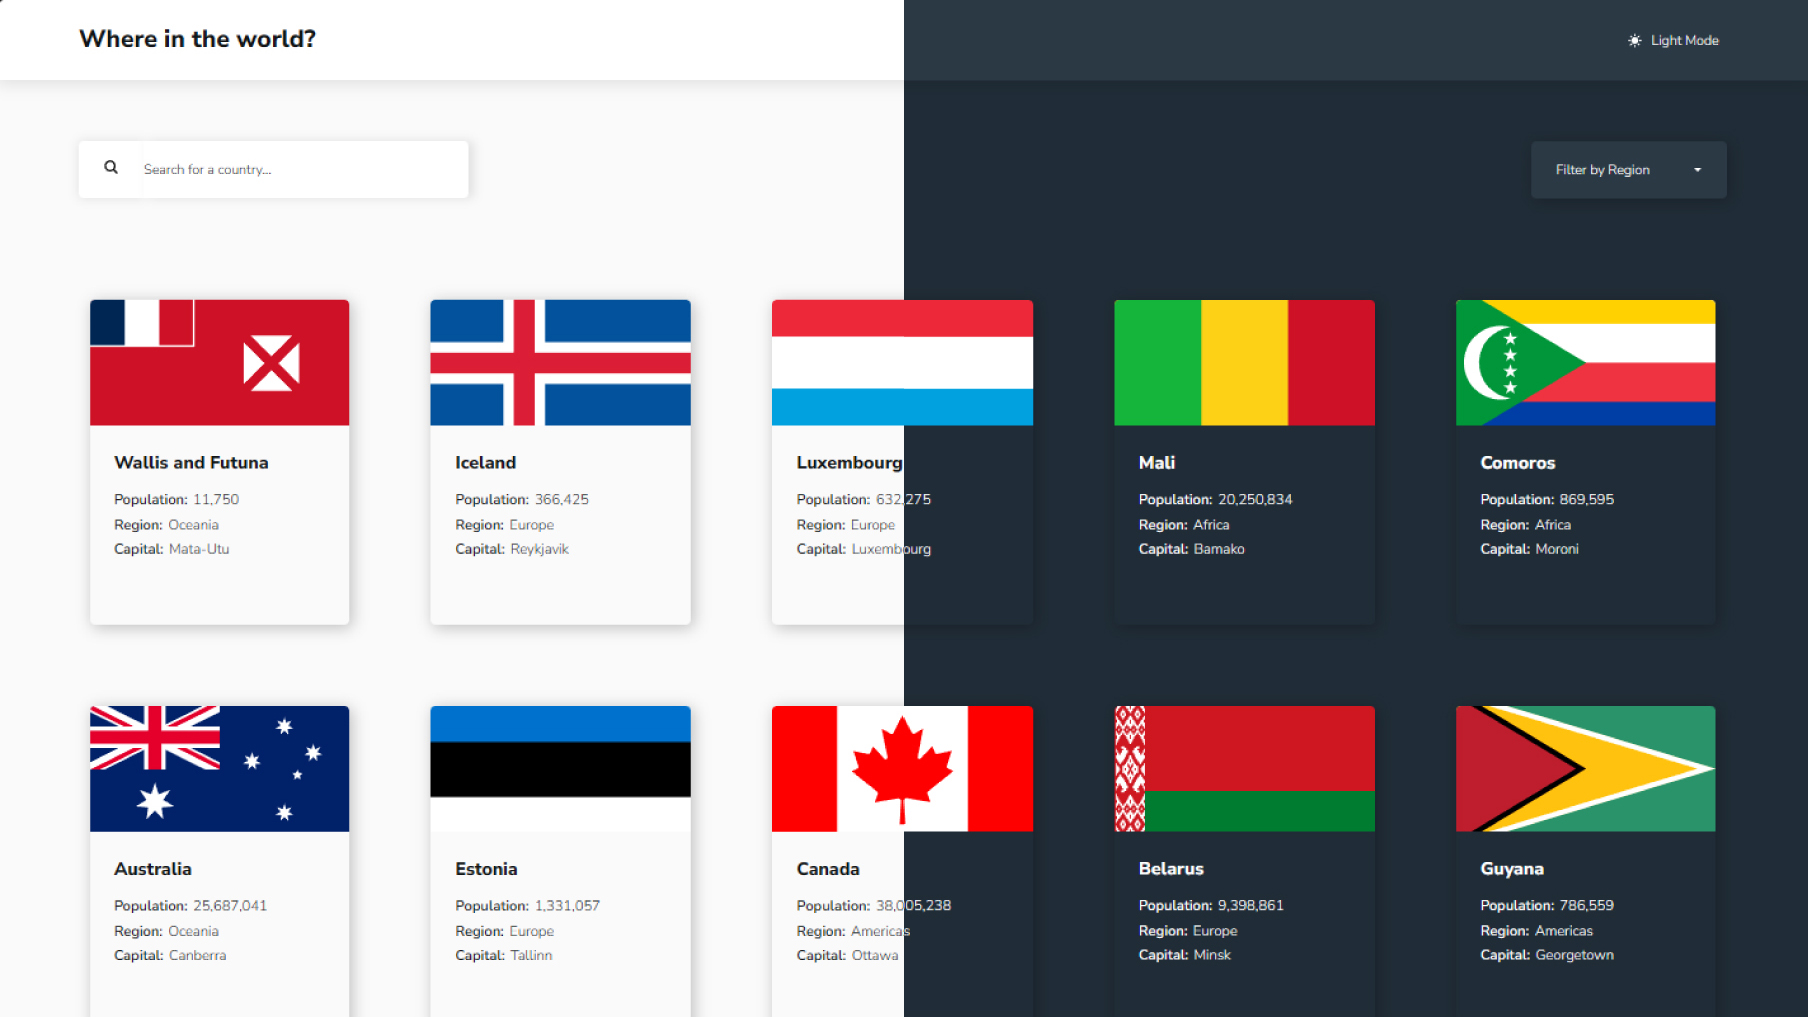 Where in the world?
Light Mode
Search for a country...
Filter by Region
Wallis and Futuna
Population: 11,750
Region: Oceania
Capital: Mata-Utu
Iceland
Population: 366,425
Region: Europe
Capital: Reykjavik
Luxembourg
Population: 632,275
Region: Europe
Capital: Luxembourg
Mali
Population: 20,250,834
Region: Africa
Capital: Bamako
Comoros
Population: 869,595
Region: Africa
Capital: Moroni
Australia
Population: 25,687,041
Region: Oceania
Capital: Canberra
Estonia
Population: 1,331,057
Region: Europe
Capital: Tallinn
Canada
Population: 38,005,238
Region: Americas
Capital: Ottawa
Belarus
Population: 9,398,861
Region: Europe
Capital: Minsk
Guyana
Population: 786,559
Region: Americas
Capital: Georgetown